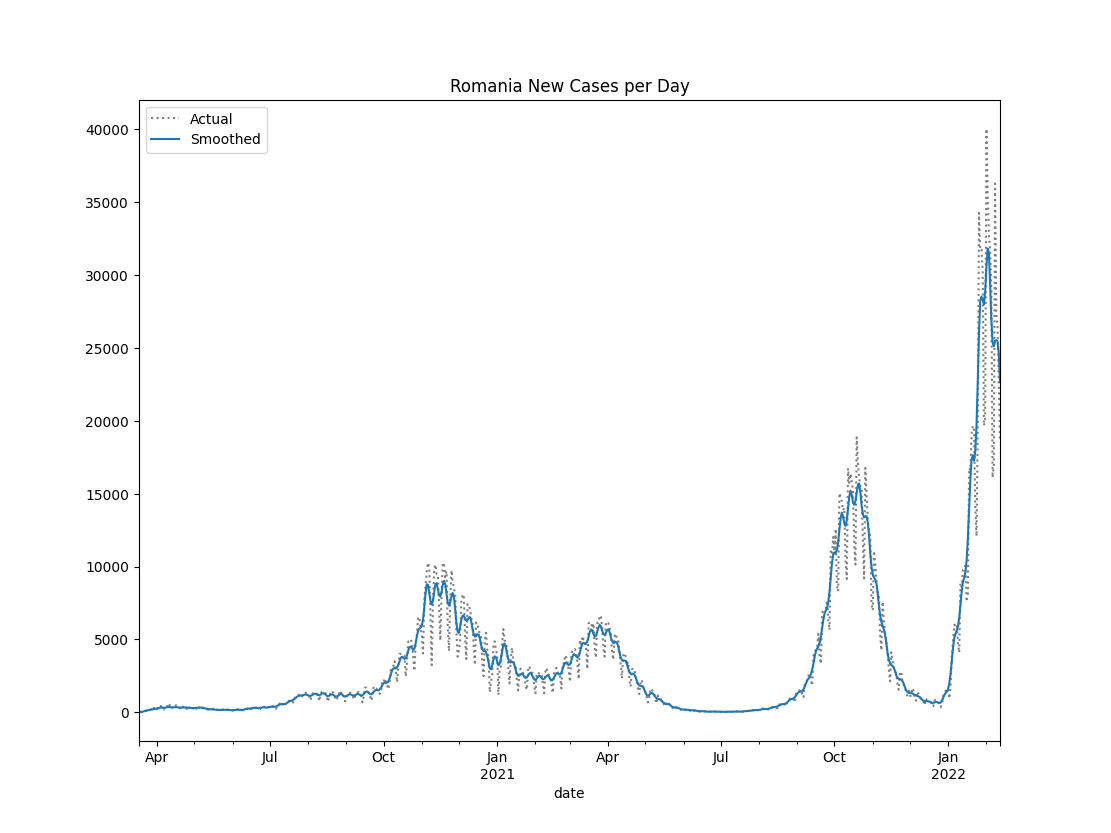 Romania New Cases per Day
Actual
Smoothed
40000
35000
30000
25000
20000
15000
10000
5000
0
Apr Jul Oct Jan Apr Jul Oct Jan
2021 2022
date